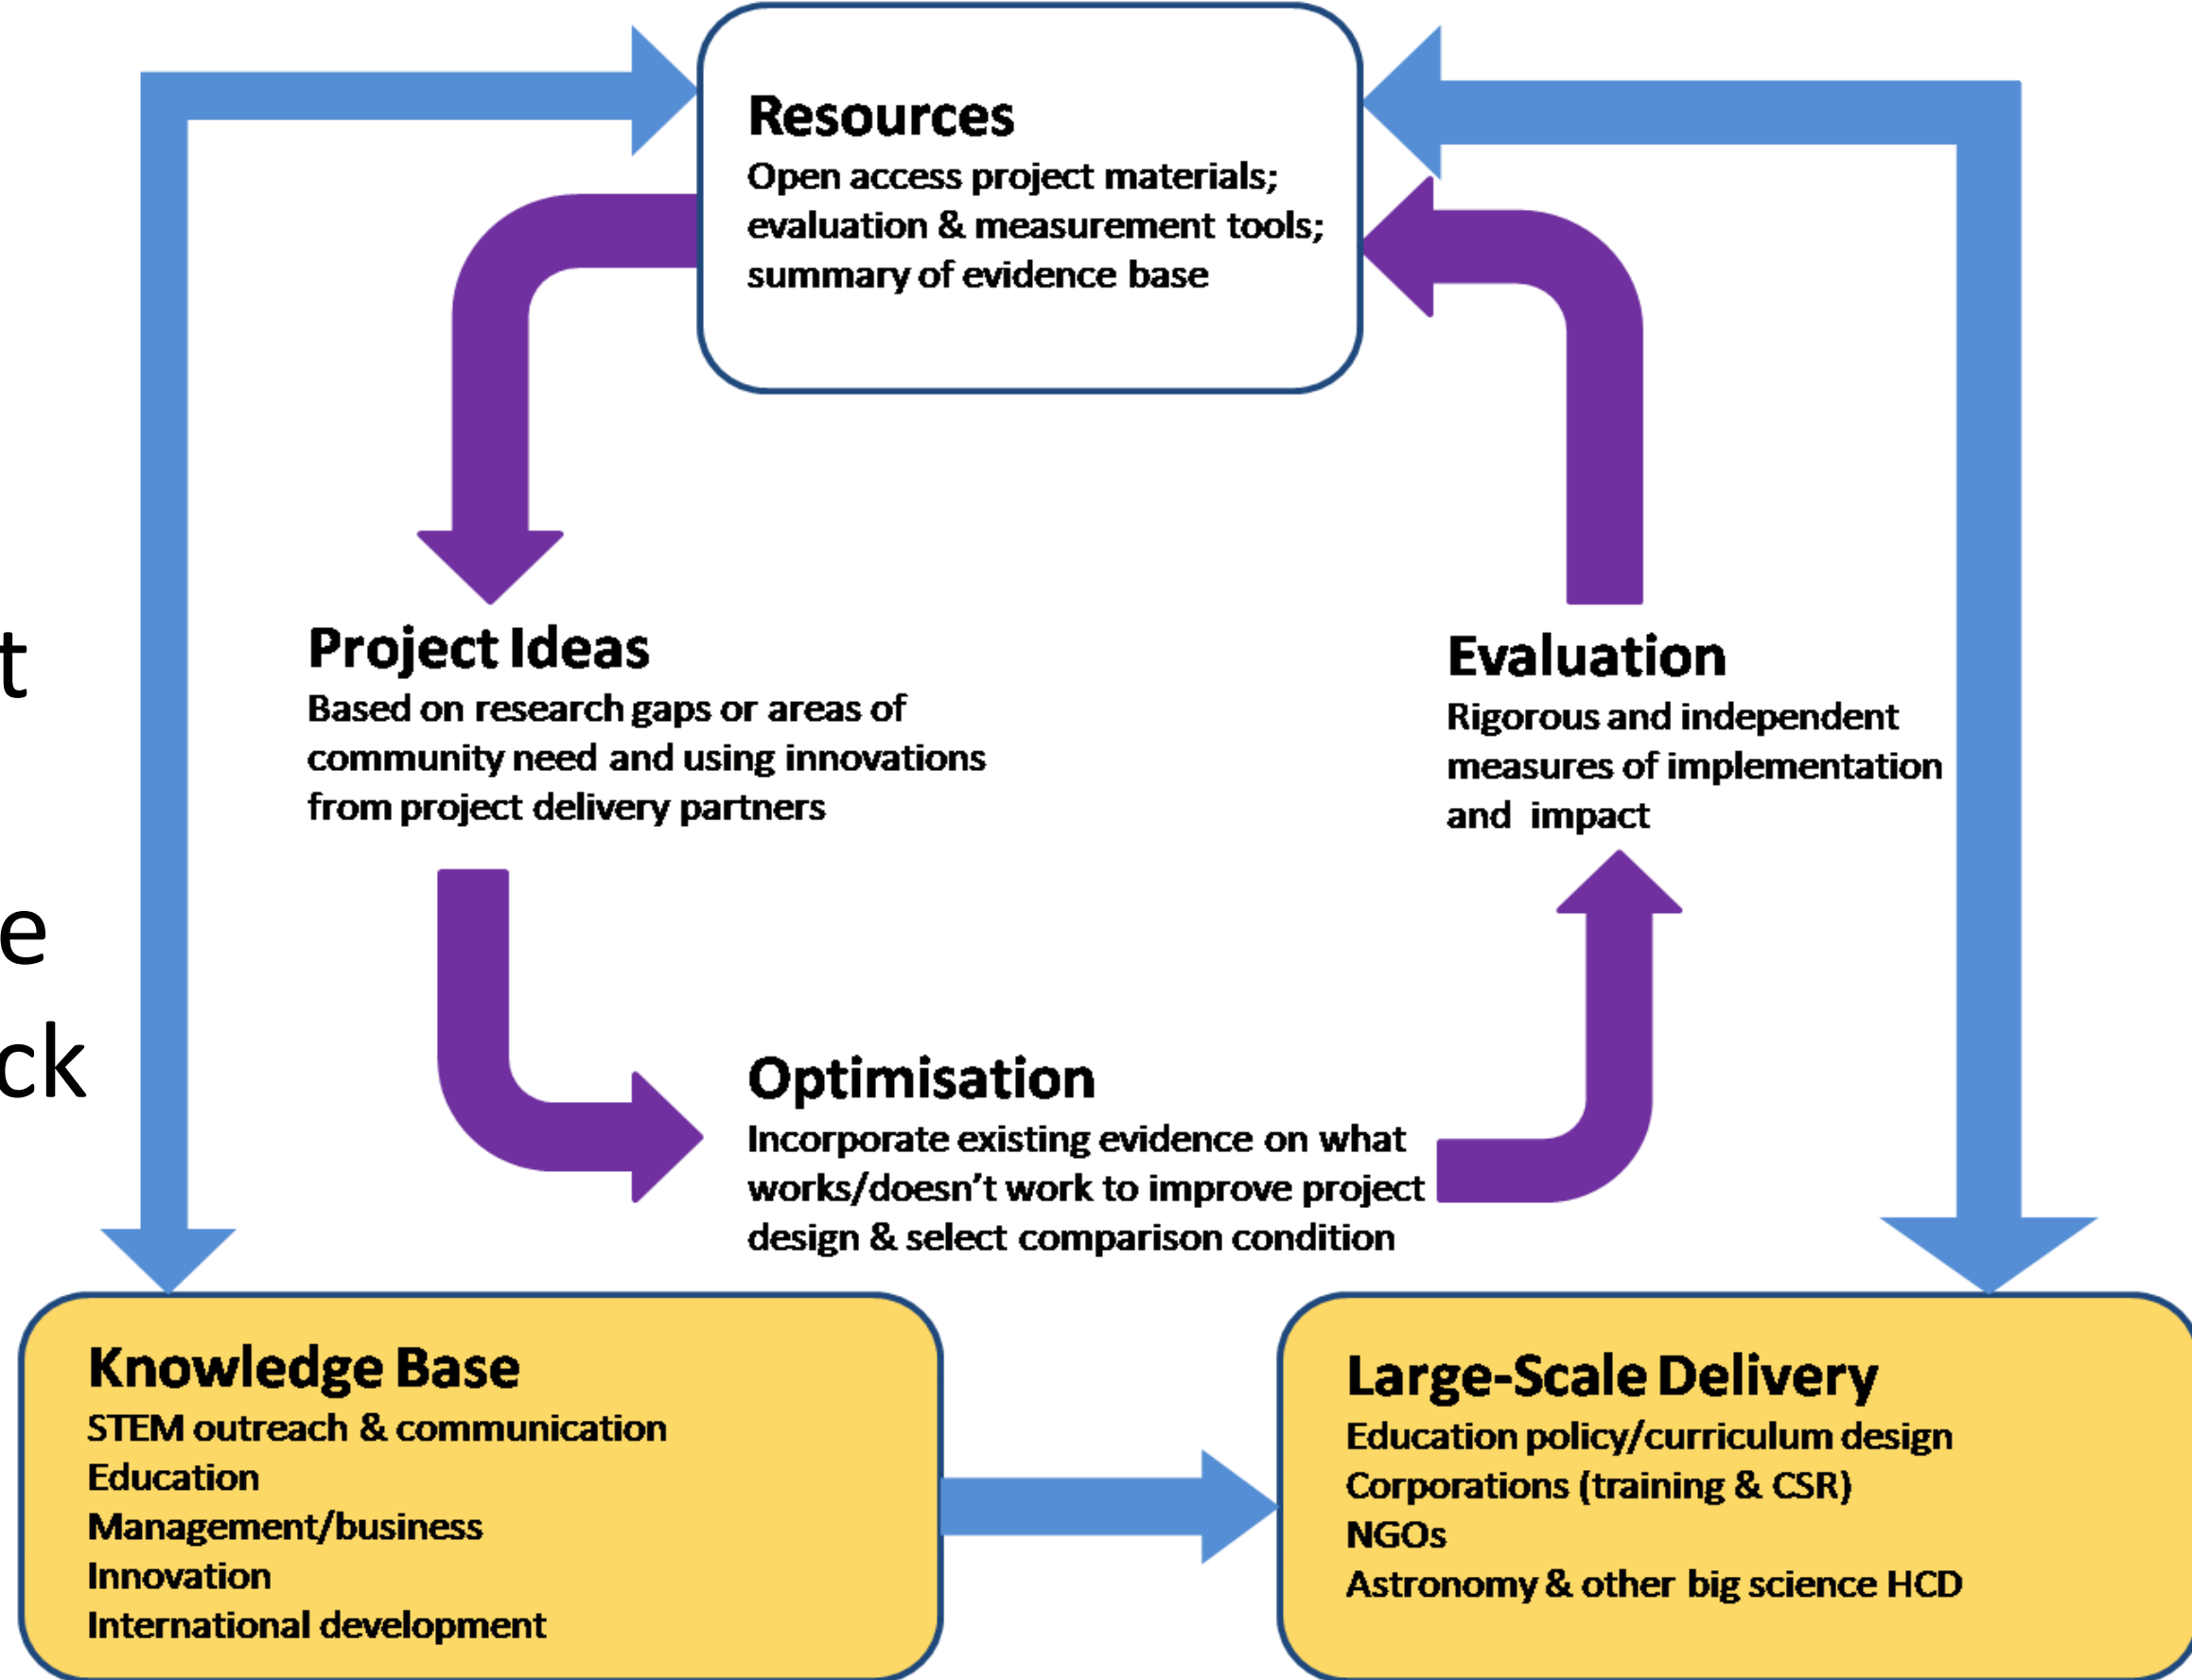 Resources
Open access project materials;
evaluation & measurement tools;
summary of evidence base
Project Ideas
Based on research gaps or areas of
community need and using innovations
from project delivery partners
Evaluation
Rigorous and independent
measures of implementation
and impact
Optimisation
Incorporate existing evidence on what
works/doesn't work to improve project
design & select comparison condition
Knowledge Base
STEM outreach & communication
Education
Management/business
Innovation
International development
Large-Scale Delivery
Education policy/curriculum design
Corporations (training & CSR)
NGOs
Astronomy & other big science HCD